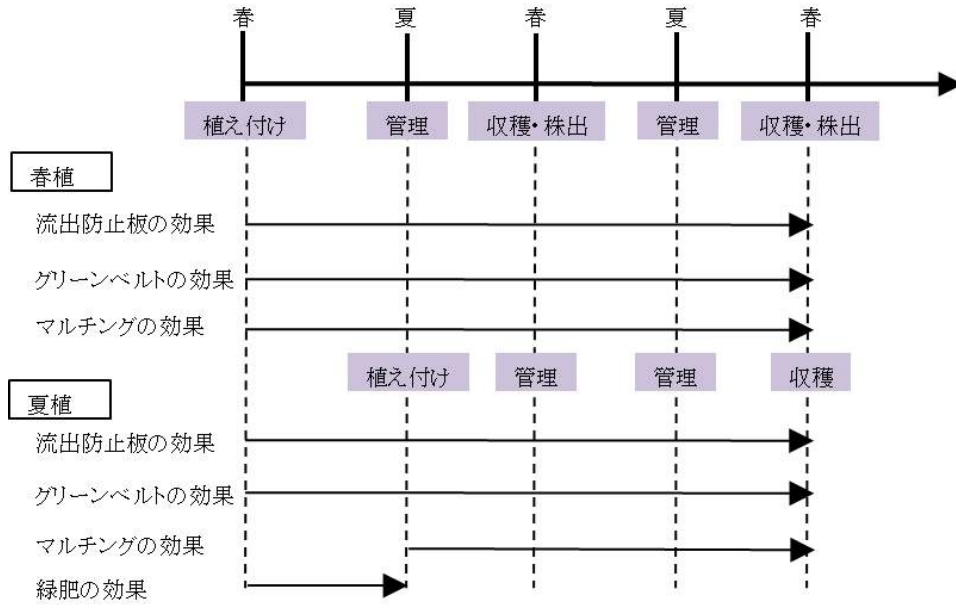 春 夏 春 夏 春
植え付け 管理 収穫・株出 管理 収穫・株出
春植
流出防止板の効果
グリーンベルトの効果
マルチングの効果
植え付け 管理 管理 収穫
夏植
流出防止板の効果
グリーンベルトの効果
マルチングの効果
緑肥の効果